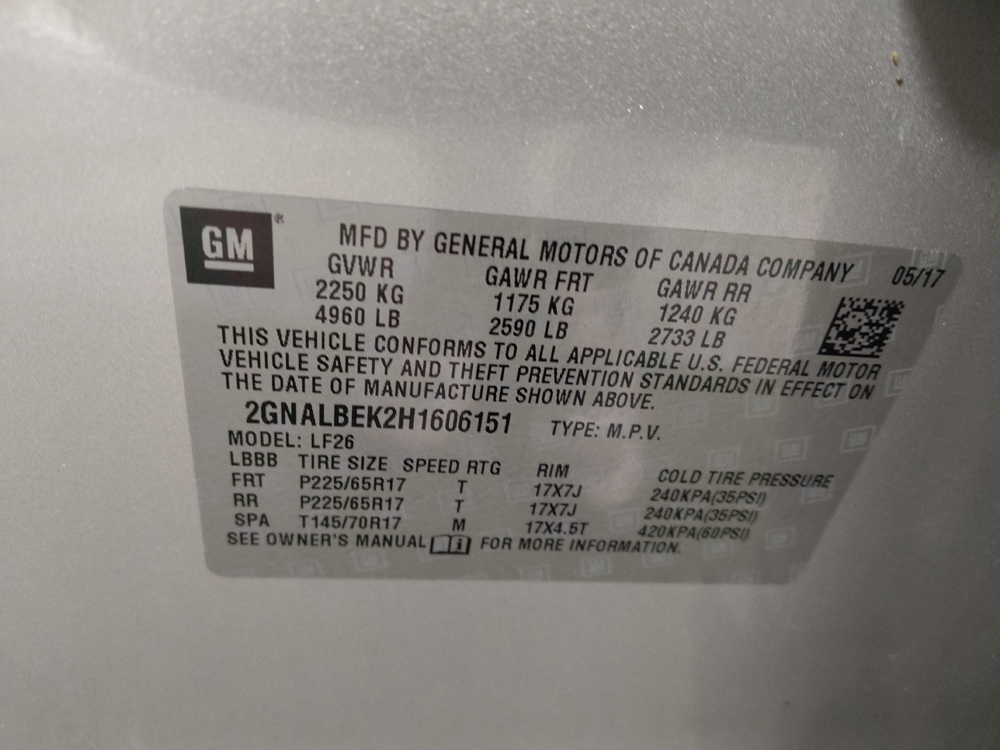 GM ®
MFD BY GENERAL MOTORS OF CANADA COMPANY 05/17
GVWR GAWR FRT GAWR RR
2250 KG 1175 KG 1240 KG
4960 LB 2590 LB 2733 LB
THIS VEHICLE CONFORMS TO ALL APPLICABLE U.S. FEDERAL MOTOR
VEHICLE SAFETY AND THEFT PREVENTION STANDARDS IN EFFECT ON
THE DATE OF MANUFACTURE SHOWN ABOVE.
2GNALBEK2H1606151 TYPE: M.P.V.
MODEL: LF26
LBBB TIRE SIZE SPEED RTG RIM COLD TIRE PRESSURE
FRT P225/65R17 T 17X7J 240KPA(35PSI)
RR P225/65R17 T 17X7J 240KPA(35PSI)
SPA T145/70R17 M 17X4.5T 420KPA(60PSI)
SEE OWNER'S MANUAL FOR MORE INFORMATION.